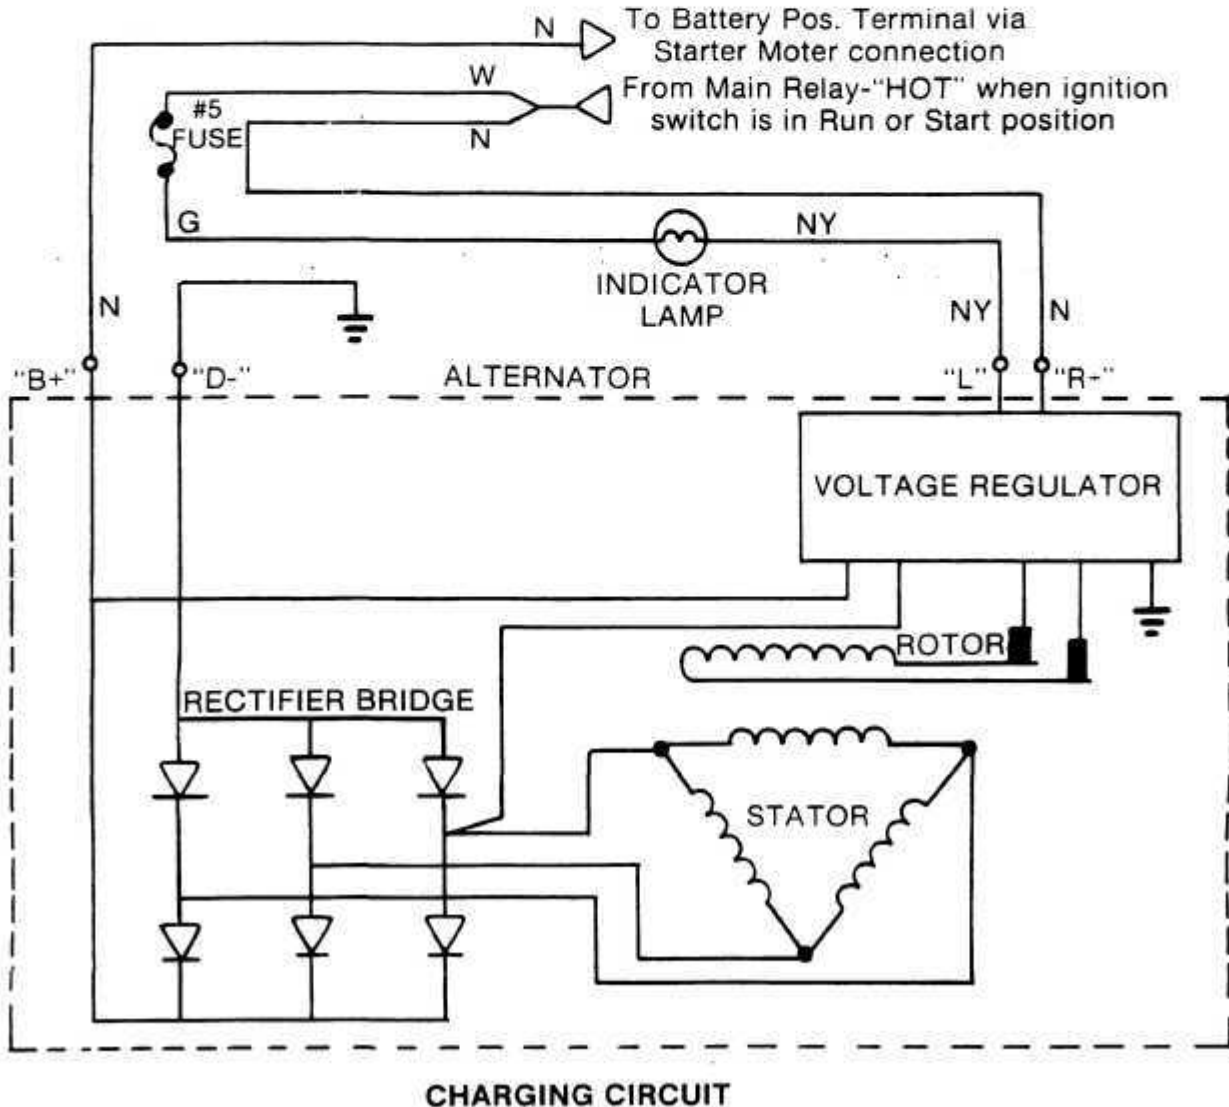 N
To Battery Pos. Terminal via
Starter Moter connection
W
From Main Relay-"HOT" when ignition
switch is in Run or Start position
#5
FUSE
N
G
NY
INDICATOR
LAMP
N
NY
N
"B+"
"D-"
ALTERNATOR
"L"
"R+"
VOLTAGE REGULATOR
ROTOR
RECTIFIER BRIDGE
STATOR
CHARGING CIRCUIT